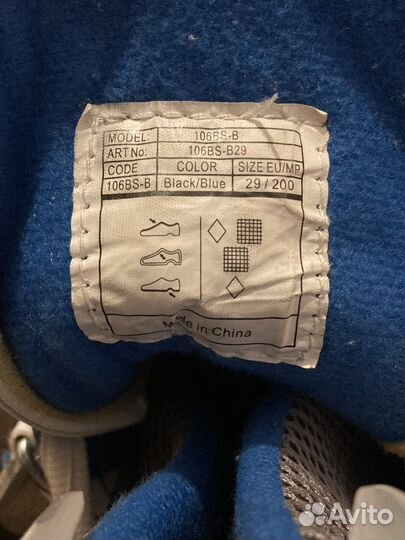 MODEL: 106BS-B
ART No: 106BS-B29
CODE COLOR SIZE EU/MP
106BS-B Black/Blue 29 / 200
Made in China
Avito